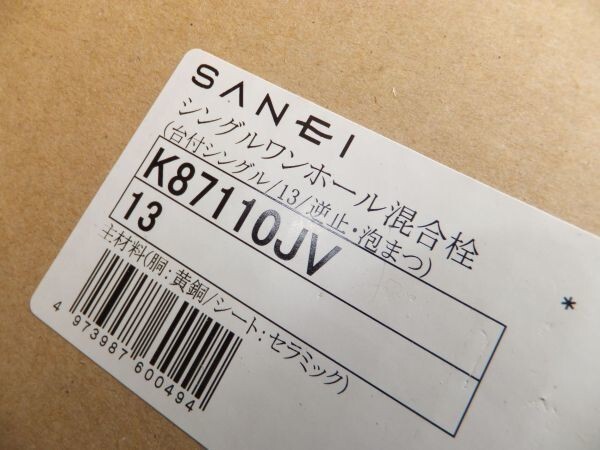 SANEI
シングルワンホール混合栓
(台付シングル/13/逆止・泡まつ)
K87110JV
13
主材料(胴:黄銅/シート:セラミック)
4 973987 600494
*